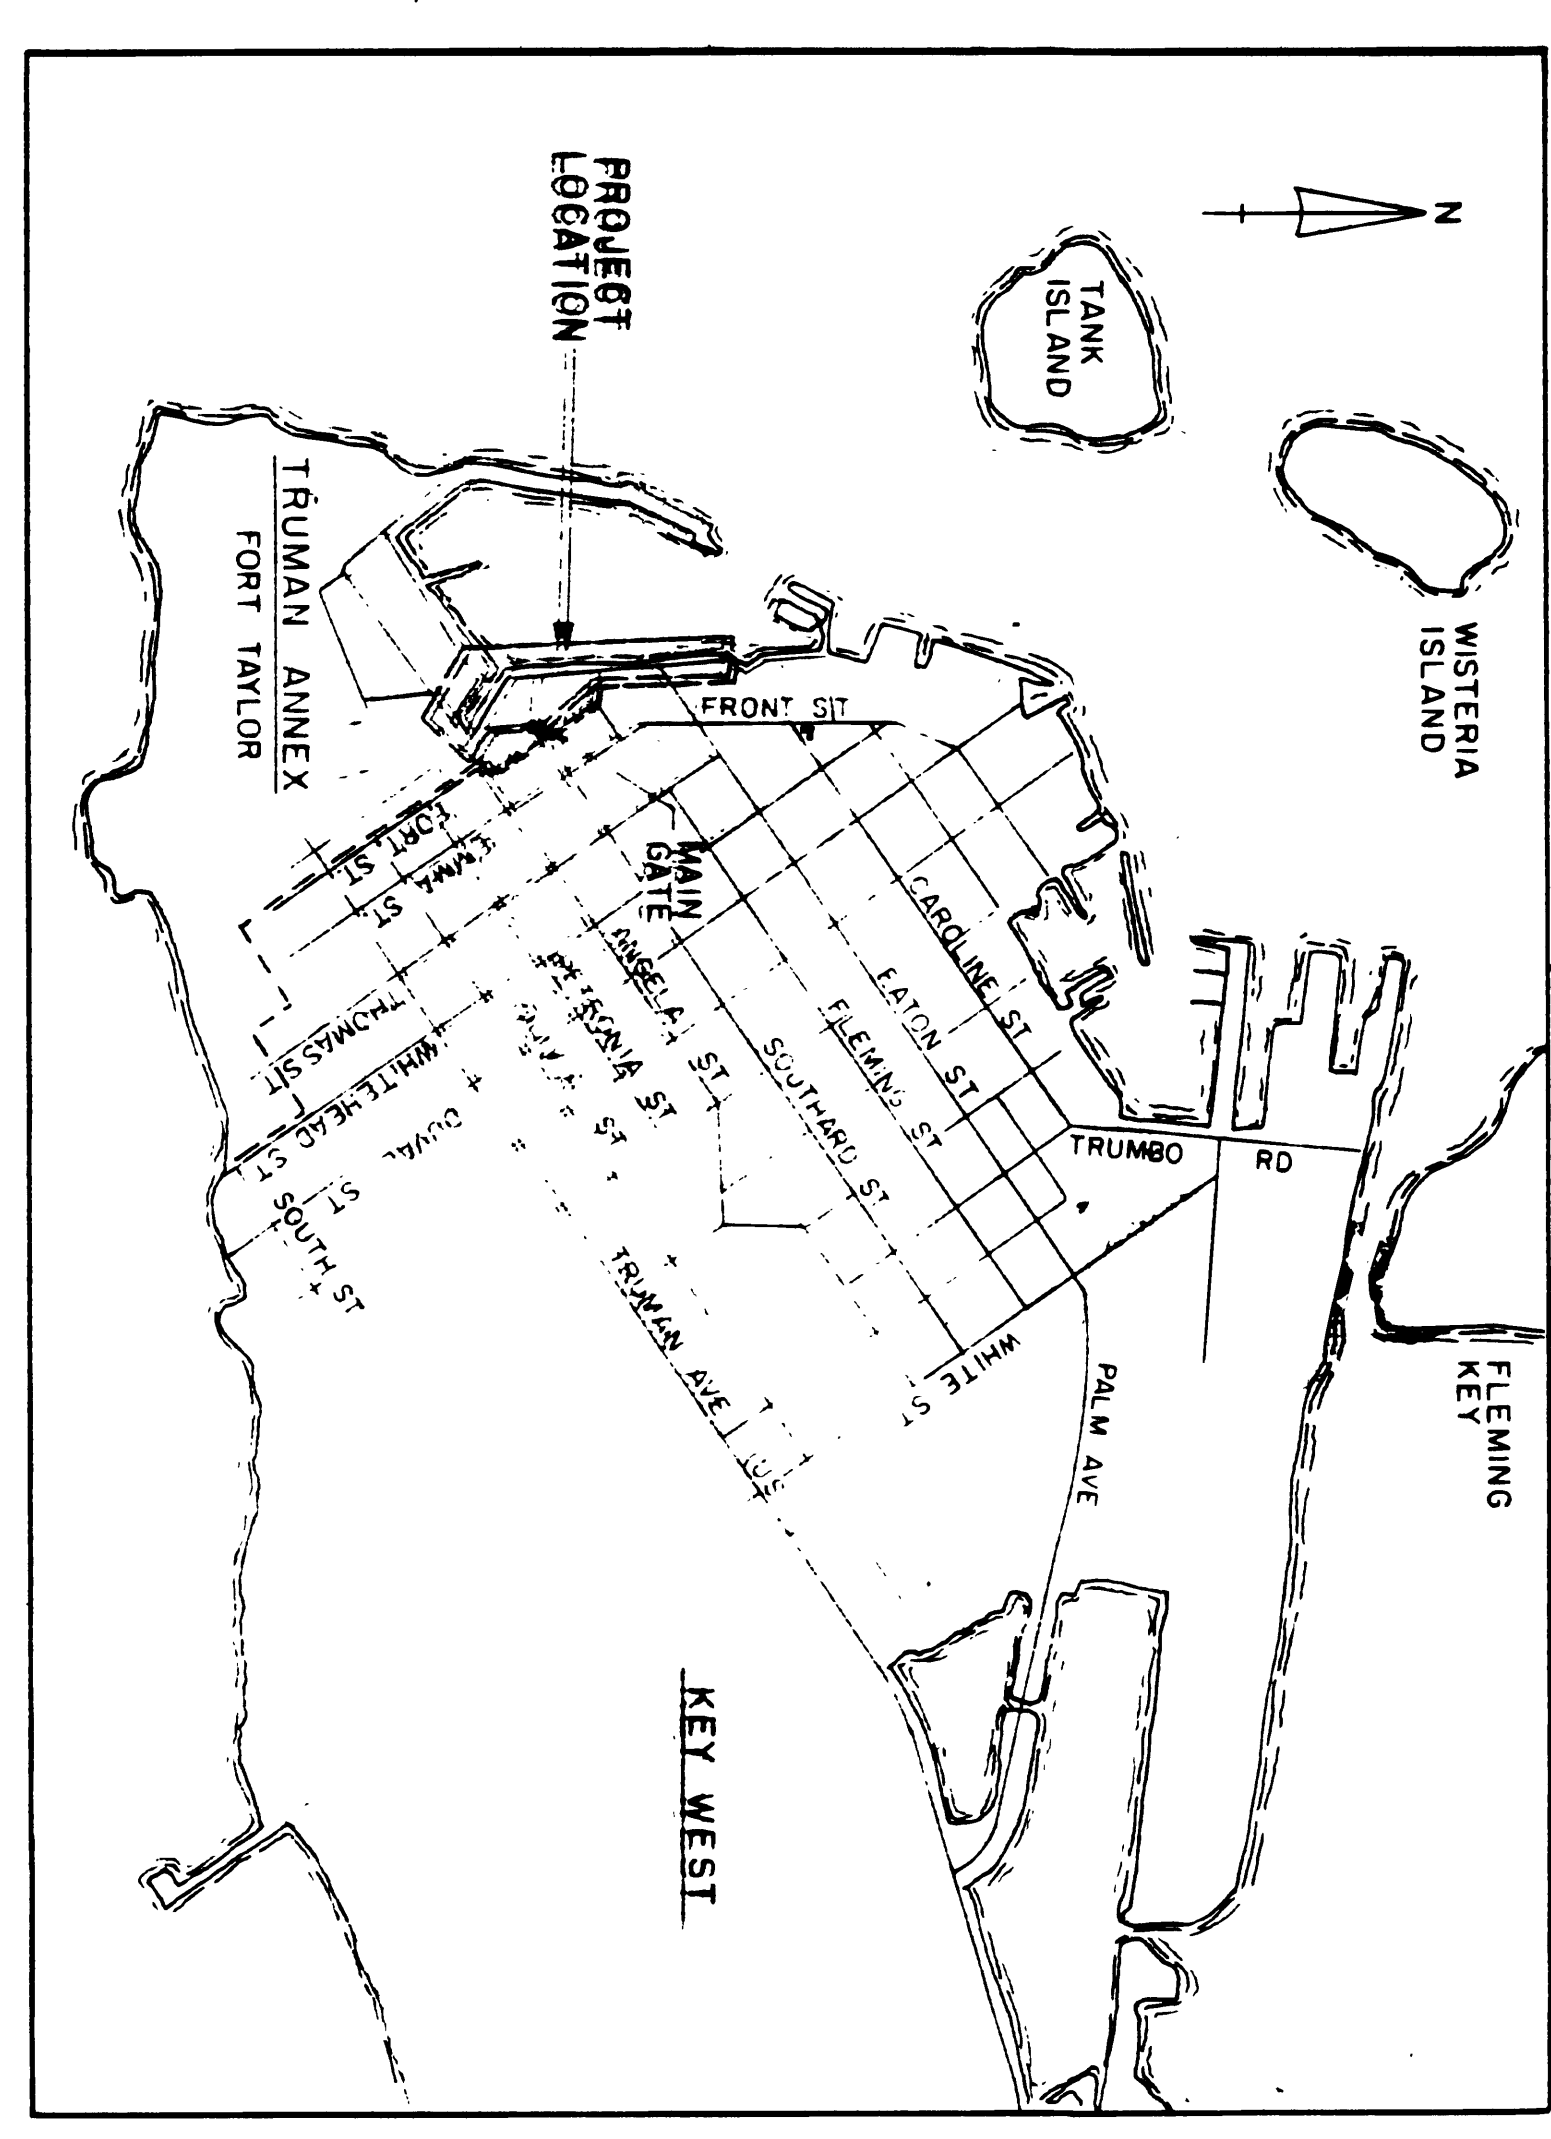 N
TANK
ISLAND
WISTERIA
ISLAND
PROJECT
LOCATION
FLEMING
KEY
TRUMAN ANNEX
FORT TAYLOR
FRONT ST
MAIN
GATE
TRUMBO RD
CAROLINE ST
EATON ST
FLEMING ST
SOUTHARD ST
ANGELA ST
PETRONIA ST
ST
FORT ST.
EMMA ST.
THOMAS ST
WHITEHEAD ST
DUVAL ST
SOUTH ST
TRUMAN AVE
WHITE ST
PALM AVE
KEY WEST